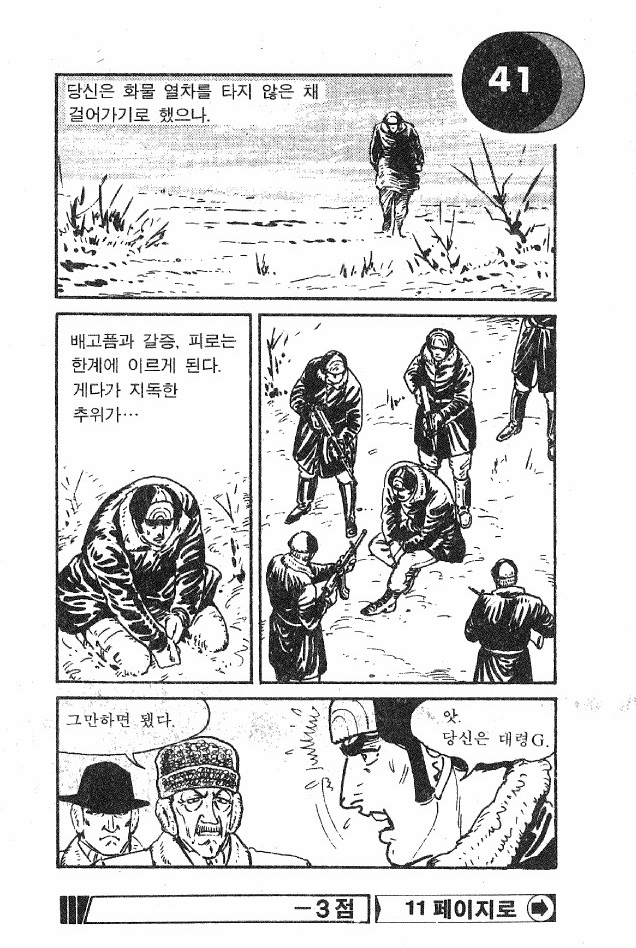 41
당신은 화물 열차를 타지 않은 채
걸어가기로 했으나.
배고픔과 갈증, 피로는
한계에 이르게 된다.
게다가 지독한
추위가…
그만하면 됐다.
앗.
당신은 대령G.
－3점
11 페이지로